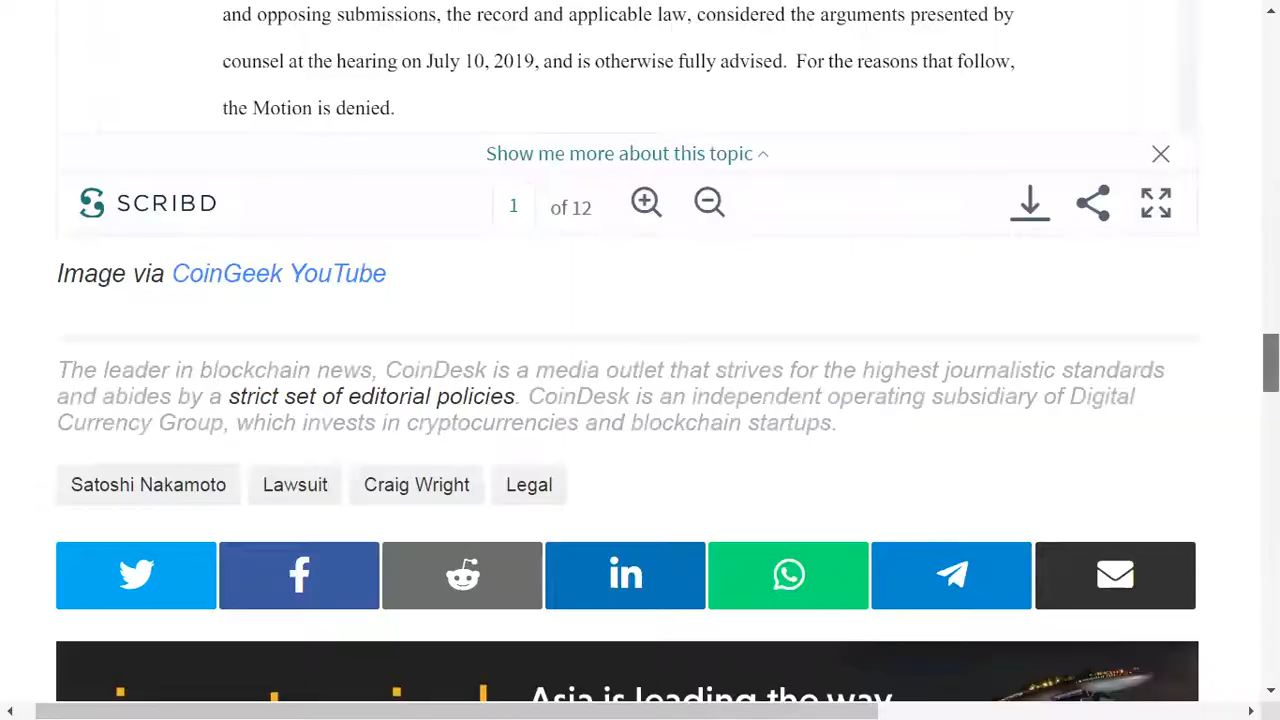 and opposing submissions, the record and applicable law, considered the arguments presented by
counsel at the hearing on July 10, 2019, and is otherwise fully advised. For the reasons that follow,
the Motion is denied.
Show me more about this topic
SCRIBD
1 of 12
Image via CoinGeek YouTube
The leader in blockchain news, CoinDesk is a media outlet that strives for the highest journalistic standards
and abides by a strict set of editorial policies. CoinDesk is an independent operating subsidiary of Digital
Currency Group, which invests in cryptocurrencies and blockchain startups.
Satoshi Nakamoto Lawsuit Craig Wright Legal
Asia is leading the way